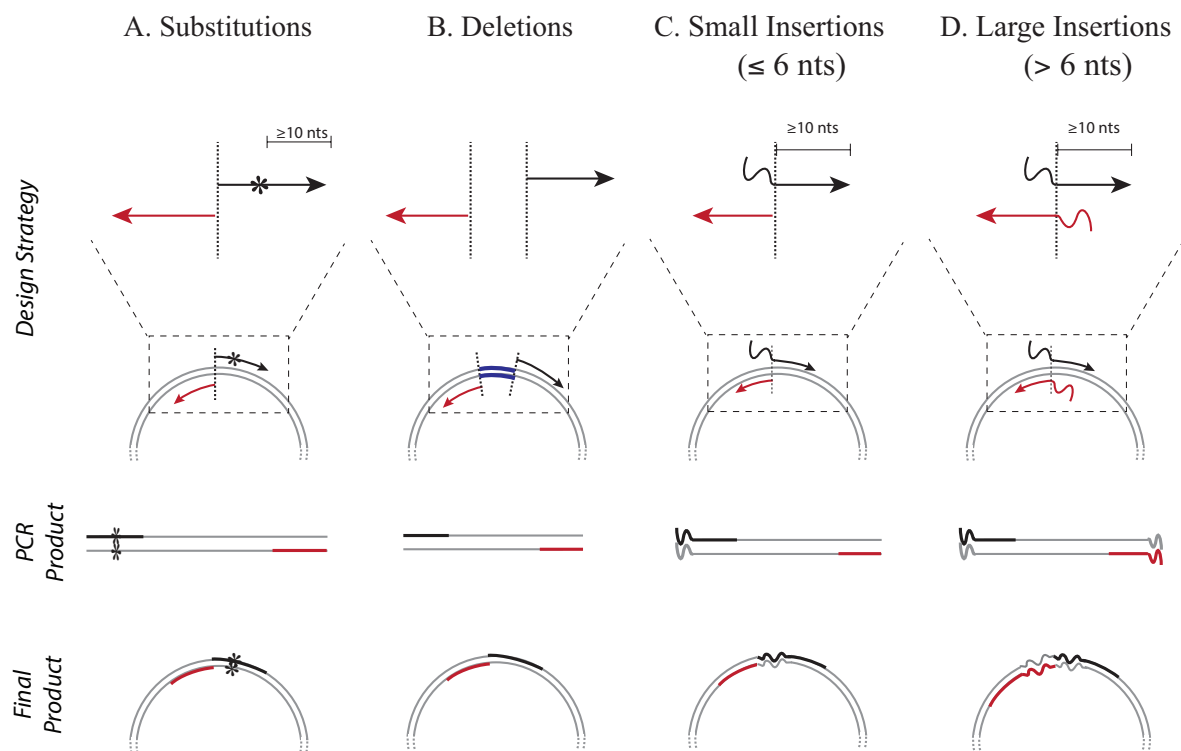 A. Substitutions
B. Deletions
C. Small Insertions
(≤ 6 nts)
D. Large Insertions
(> 6 nts)
Design Strategy
≥10 nts
≥10 nts
≥10 nts
PCR
Product
Final
Product